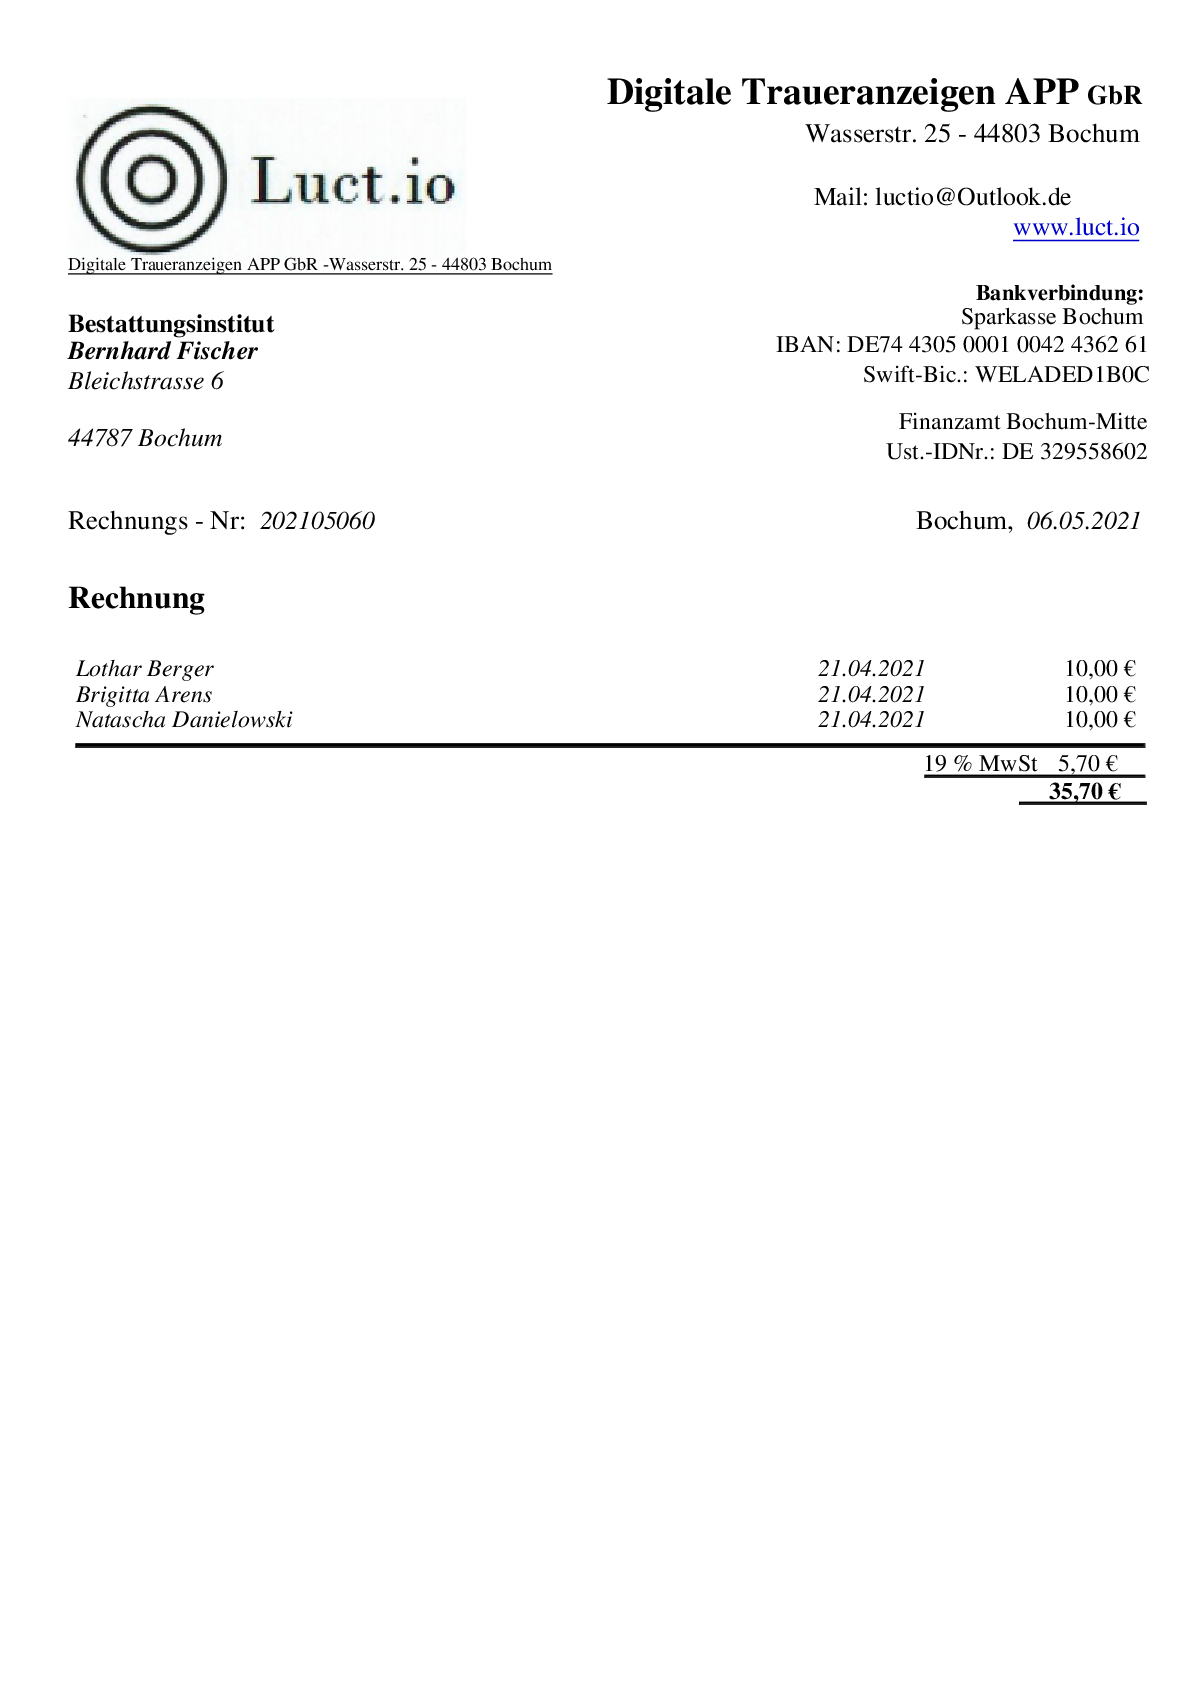 Digitale Traueranzeigen APP GbR
Wasserstr. 25 - 44803 Bochum
Luct.io
Mail: luctio@Outlook.de
www.luct.io
Digitale Traueranzeigen APP GbR -Wasserstr. 25 - 44803 Bochum
Bankverbindung:
Sparkasse Bochum
IBAN: DE74 4305 0001 0042 4362 61
Swift-Bic.: WELADED1B0C
Bestattungsinstitut
Bernhard Fischer
Bleichstrasse 6
44787 Bochum
Finanzamt Bochum-Mitte
Ust.-IDNr.: DE 329558602
Rechnungs - Nr: 202105060 Bochum, 06.05.2021
Rechnung
Lothar Berger 21.04.2021 10,00 €
Brigitta Arens 21.04.2021 10,00 €
Natascha Danielowski 21.04.2021 10,00 €
19 % MwSt 5,70 €
35,70 €